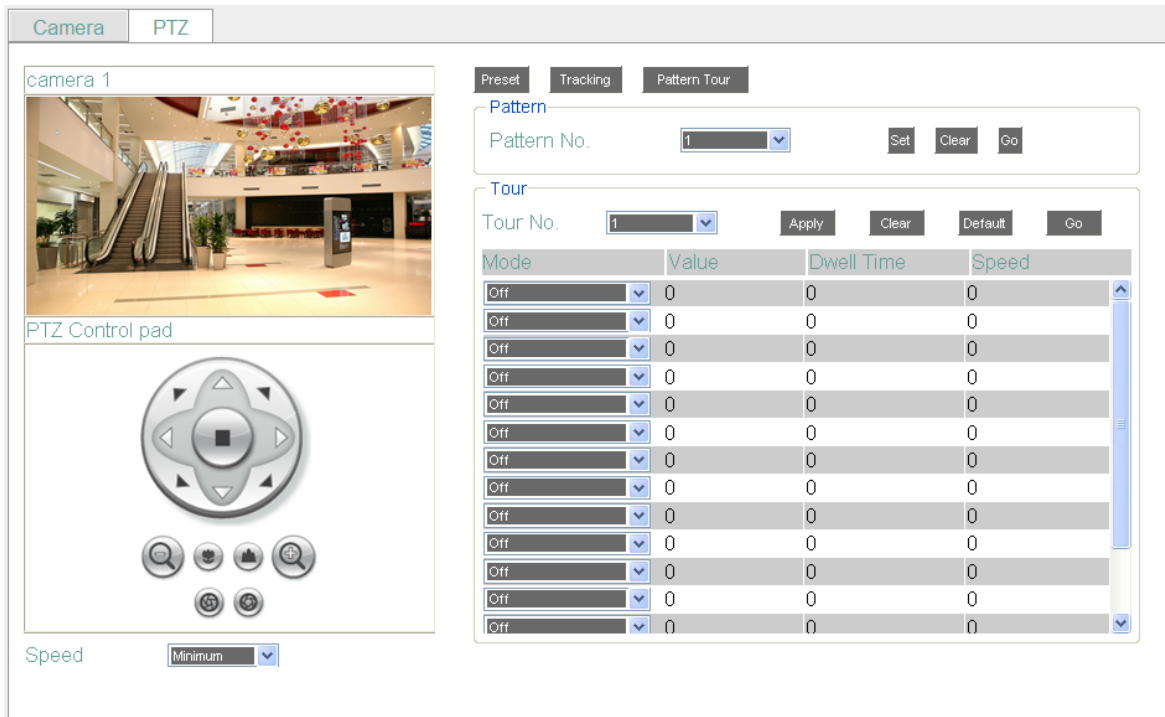 Camera PTZ
camera 1
PTZ Control pad
Speed Minimum
Preset Tracking Pattern Tour
Pattern
Pattern No. 1 Set Clear Go
Tour
Tour No. 1 Apply Clear Default Go
Mode Value Dwell Time Speed
Off 0 0 0
Off 0 0 0
Off 0 0 0
Off 0 0 0
Off 0 0 0
Off 0 0 0
Off 0 0 0
Off 0 0 0
Off 0 0 0
Off 0 0 0
Off 0 0 0
Off 0 0 0
Off 0 0 0